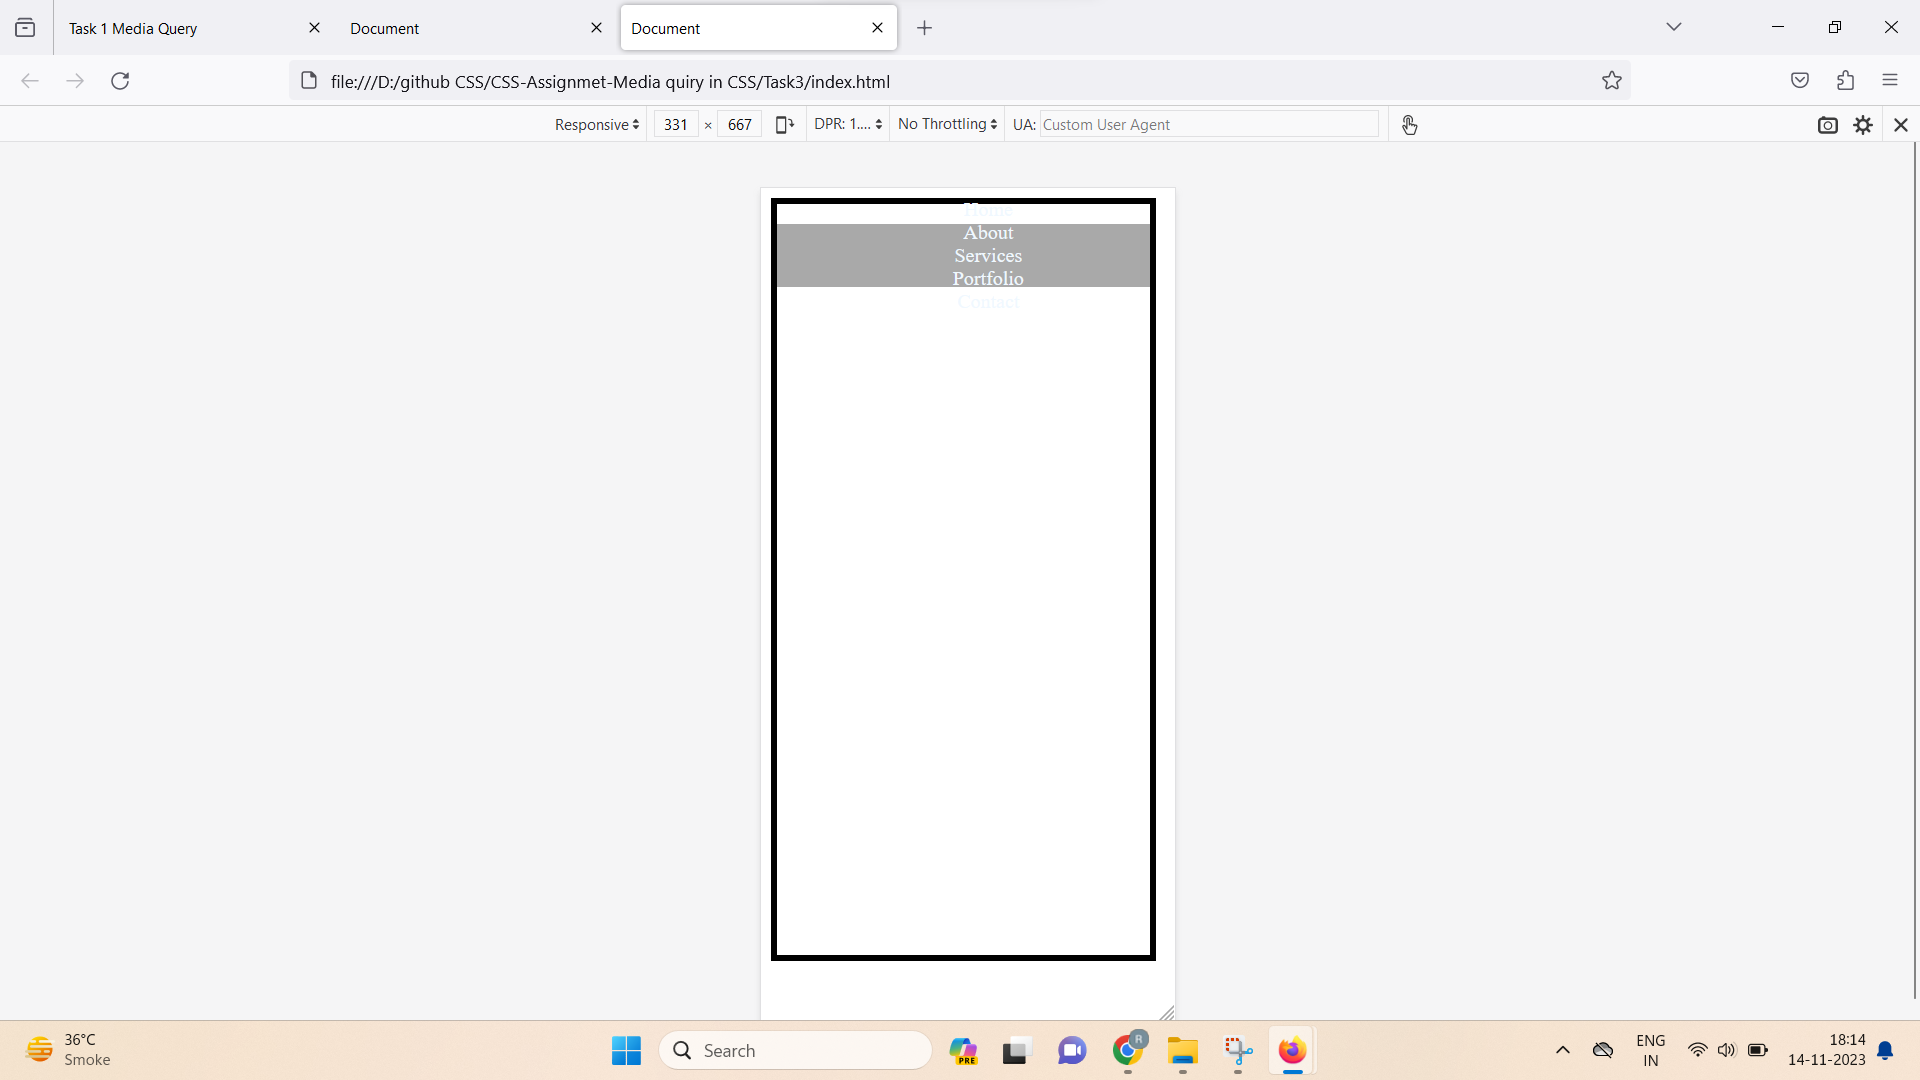 Task 1 Media Query
Document
Document
file:///D:/github CSS/CSS-Assignmet-Media quiry in CSS/Task3/index.html
Responsive 331 × 667 DPR: 1.... No Throttling UA: Custom User Agent
Home
About
Services
Portfolio
Contact
36°C
Smoke
Search
PRE
R
ENG
IN
18:14
14-11-2023